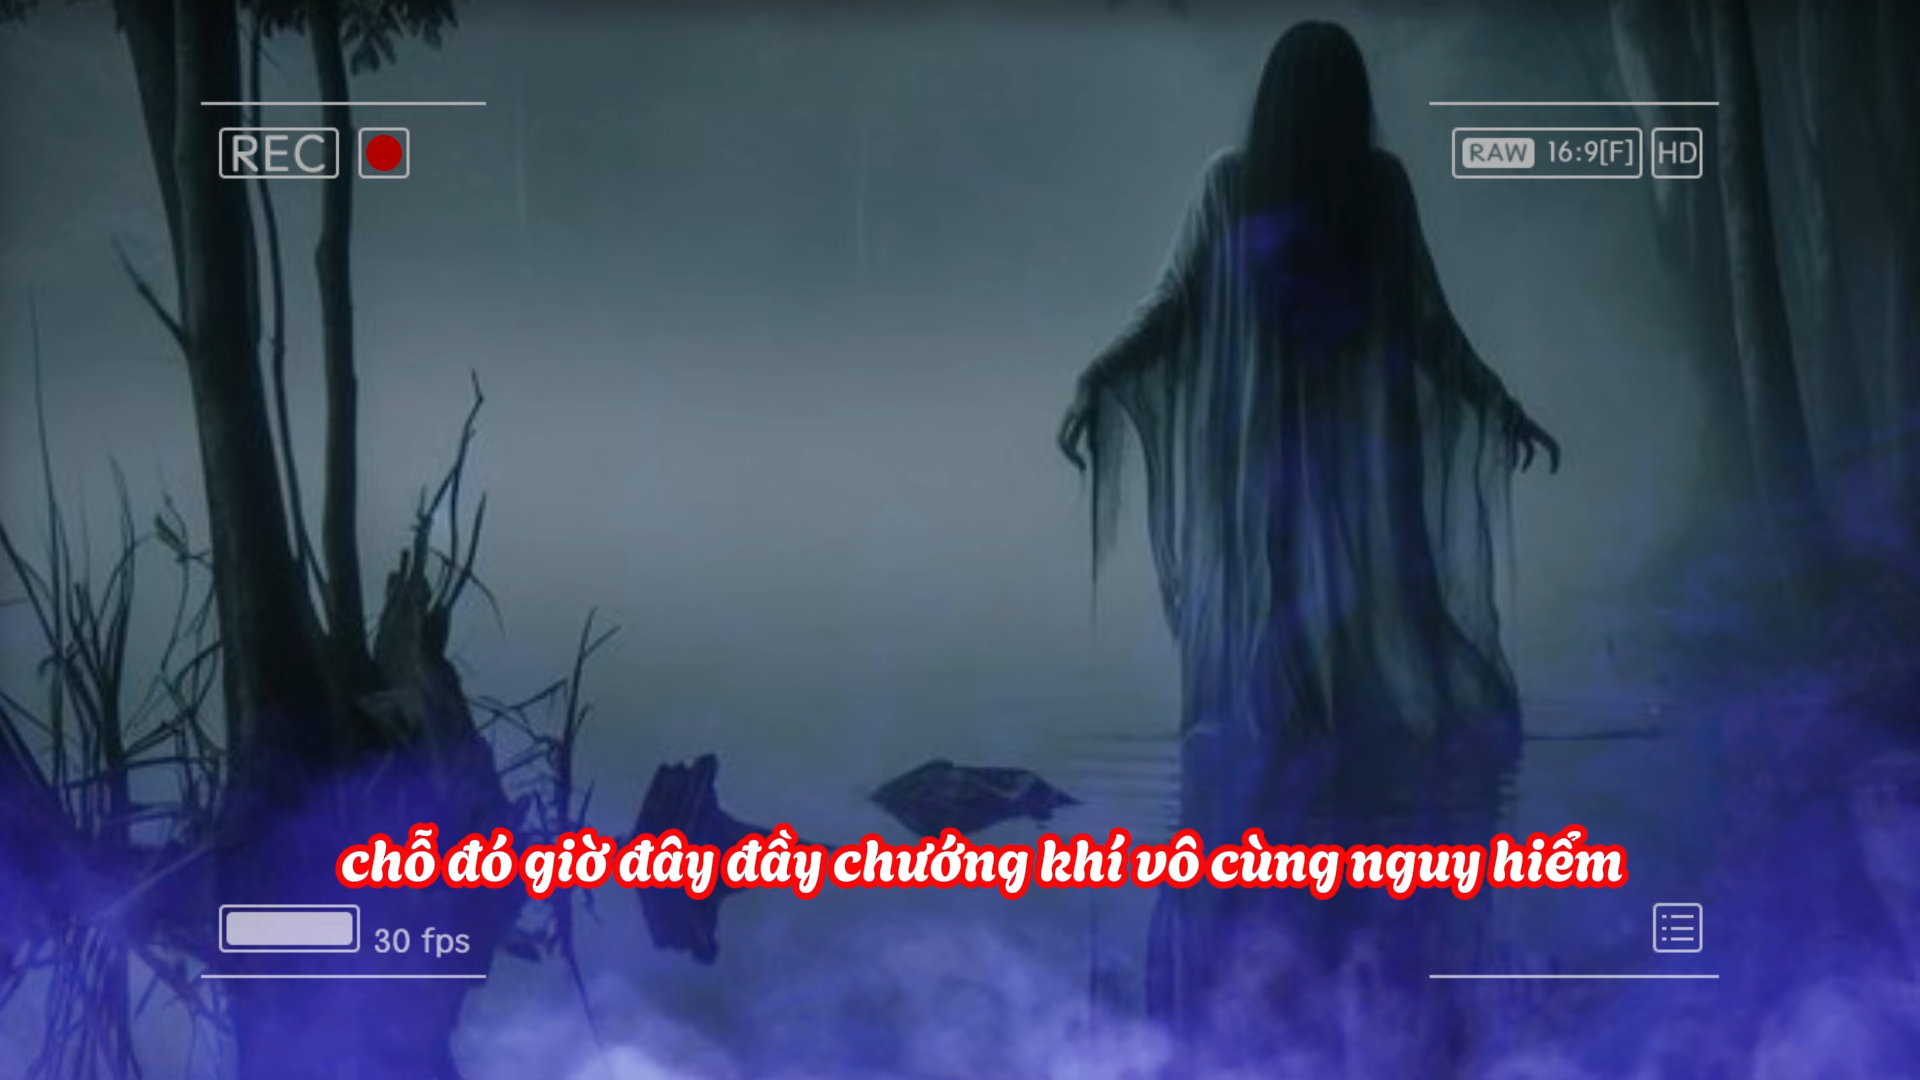 REC
RAW 16:9[F] HD
chỗ đó giờ đây đầy chướng khí vô cùng nguy hiểm
30 fps